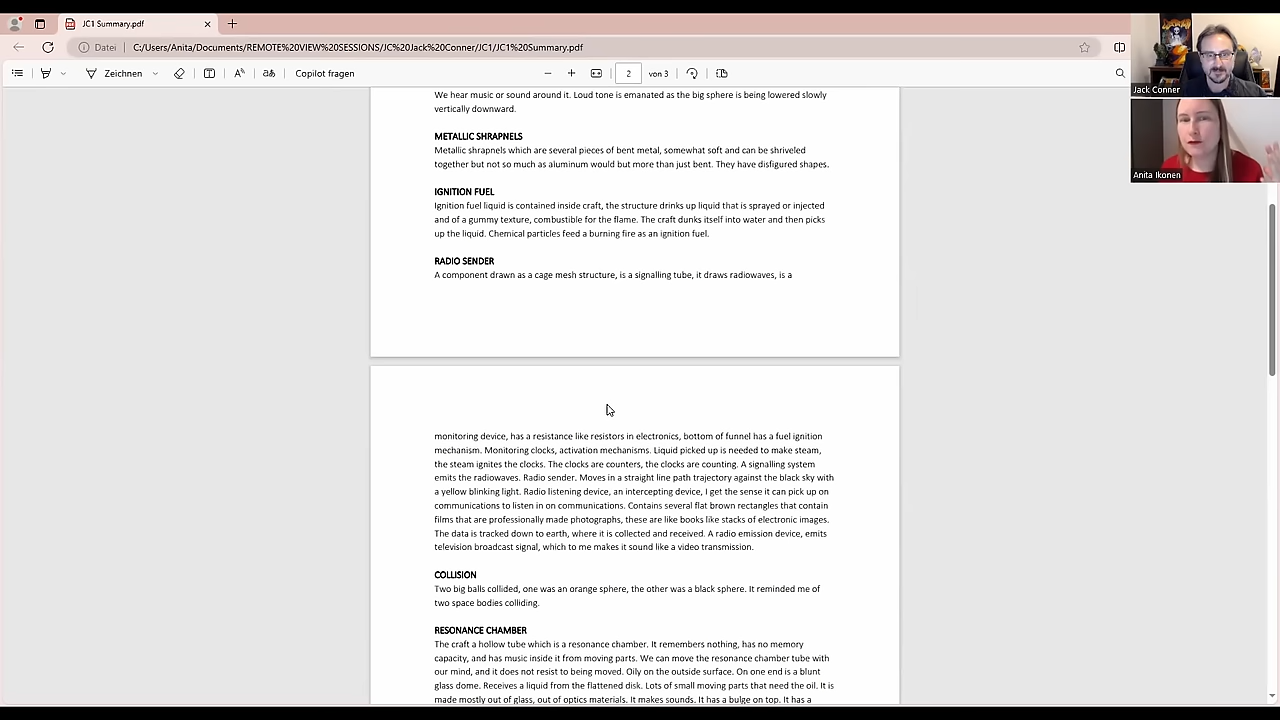 JC1 Summary.pdf
Datei
C:/Users/Anita/Documents/REMOTE%20VIEW%20SESSIONS/JC%20Jack%20Conner/JC1/JC1%20Summary.pdf
Zeichnen
Copilot fragen
2
von 3
Jack Conner
Anita Ikonen
We hear music or sound around it. Loud tone is emanated as the big sphere is being lowered slowly
vertically downward.
METALLIC SHRAPNELS
Metallic shrapnels which are several pieces of bent metal, somewhat soft and can be shriveled
together but not so much as aluminum would but more than just bent. They have disfigured shapes.
IGNITION FUEL
Ignition fuel liquid is contained inside craft, the structure drinks up liquid that is sprayed or injected
and of a gummy texture, combustible for the flame. The craft dunks itself into water and then picks
up the liquid. Chemical particles feed a burning fire as an ignition fuel.
RADIO SENDER
A component drawn as a cage mesh structure, is a signalling tube, it draws radiowaves, is a
monitoring device, has a resistance like resistors in electronics, bottom of funnel has a fuel ignition
mechanism. Monitoring clocks, activation mechanisms. Liquid picked up is needed to make steam,
the steam ignites the clocks. The clocks are counters, the clocks are counting. A signalling system
emits the radiowaves. Radio sender. Moves in a straight line path trajectory against the black sky with
a yellow blinking light. Radio listening device, an intercepting device, I get the sense it can pick up on
communications to listen in on communications. Contains several flat brown rectangles that contain
films that are professionally made photographs, these are like books like stacks of electronic images.
The data is tracked down to earth, where it is collected and received. A radio emission device, emits
television broadcast signal, which to me makes it sound like a video transmission.
COLLISION
Two big balls collided, one was an orange sphere, the other was a black sphere. It reminded me of
two space bodies colliding.
RESONANCE CHAMBER
The craft a hollow tube which is a resonance chamber. It remembers nothing, has no memory
capacity, and has music inside it from moving parts. We can move the resonance chamber tube with
our mind, and it does not resist to being moved. Oily on the outside surface. On one end is a blunt
glass dome. Receives a liquid from the flattened disk. Lots of small moving parts that need the oil. It is
made mostly out of glass, out of optics materials. It makes sounds. It has a bulge on top. It has a